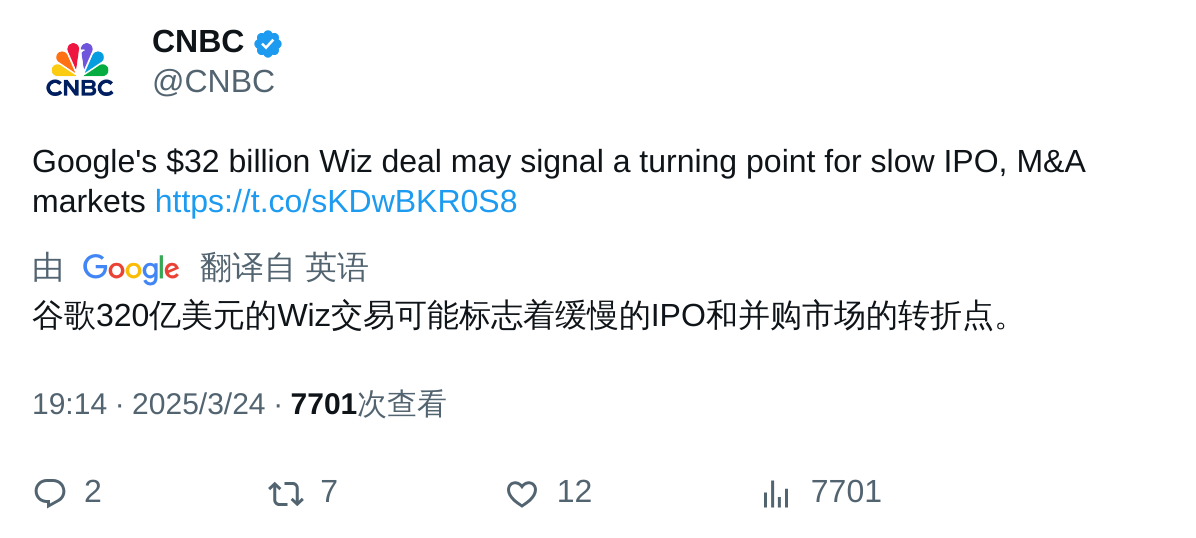 CNBC
CNBC
@CNBC
Google's $32 billion Wiz deal may signal a turning point for slow IPO, M&A
markets https://t.co/sKDwBKR0S8
由 Google 翻译自 英语
谷歌320亿美元的Wiz交易可能标志着缓慢的IPO和并购市场的转折点。
19:14 · 2025/3/24 · 7701次查看
2 7 12 7701